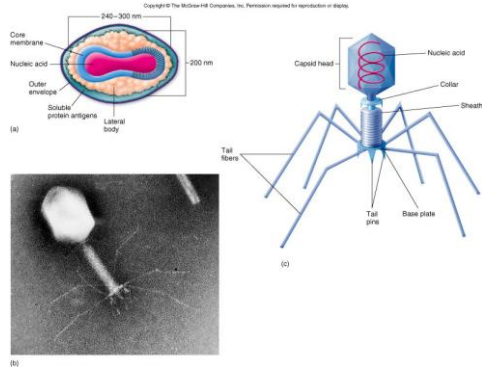 Copyright © The McGraw-Hill Companies, Inc. Permission required for reproduction or display.
240–300 nm
Core
membrane
Nucleic acid
200 nm
Outer
envelope
Soluble
protein antigens
Lateral
body
(a)
Capsid head
Nucleic acid
Collar
Sheath
Tail
fibers
Tail
pins
Base plate
(c)
(b)